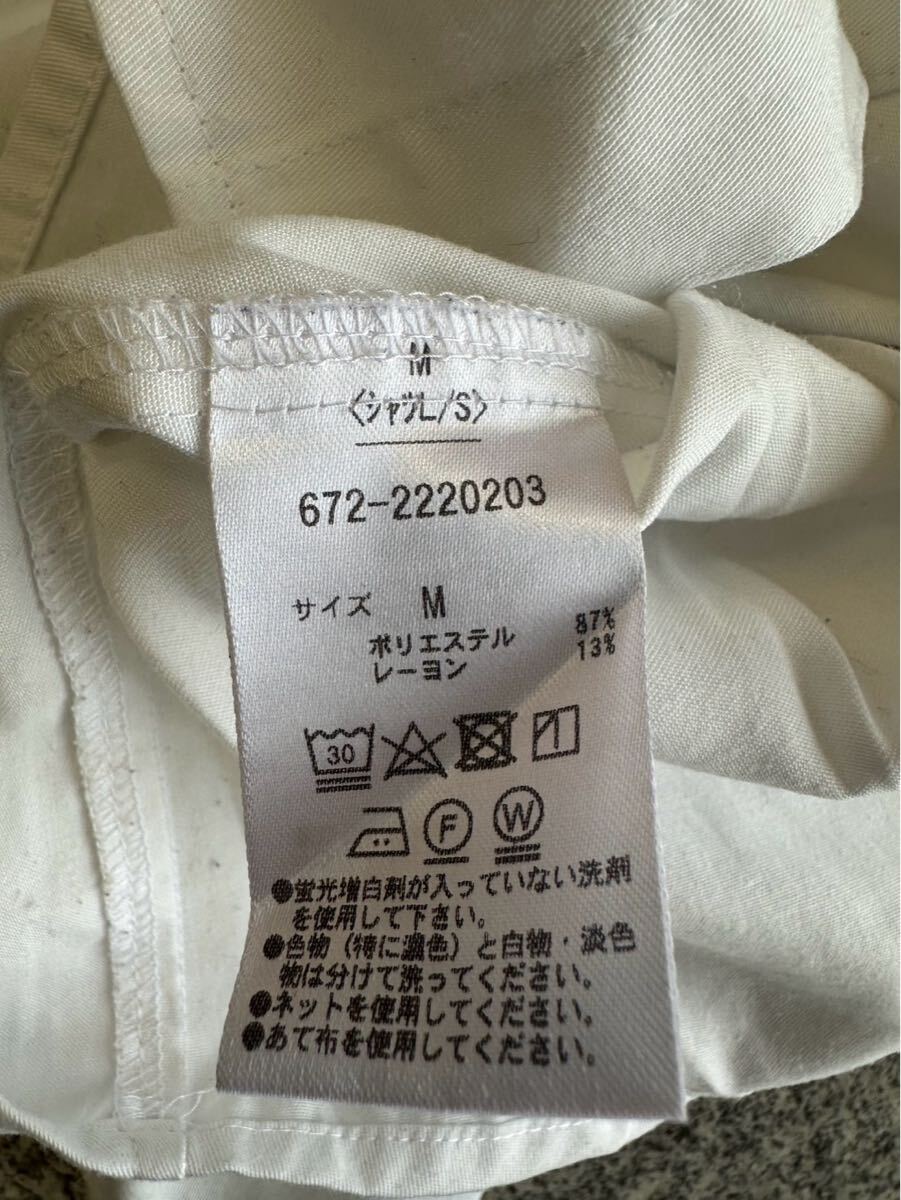 M
〈シャツL/S〉
672-2220203
サイズ M
ポリエステル 87%
レーヨン 13%
30
F W
●蛍光増白剤が入っていない洗剤
を使用して下さい。
●色物（特に濃色）と白物・淡色
物は分けて洗ってください。
●ネットを使用してください。
●あて布を使用してください。